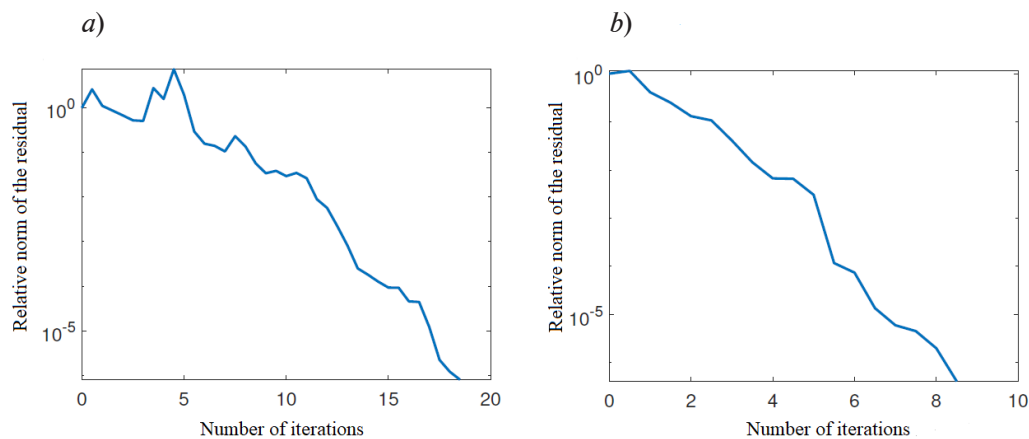 a)
Relative norm of the residual
10^0
10^-5
0 5 10 15 20
Number of iterations
b)
Relative norm of the residual
10^0
10^-5
0 2 4 6 8 10
Number of iterations